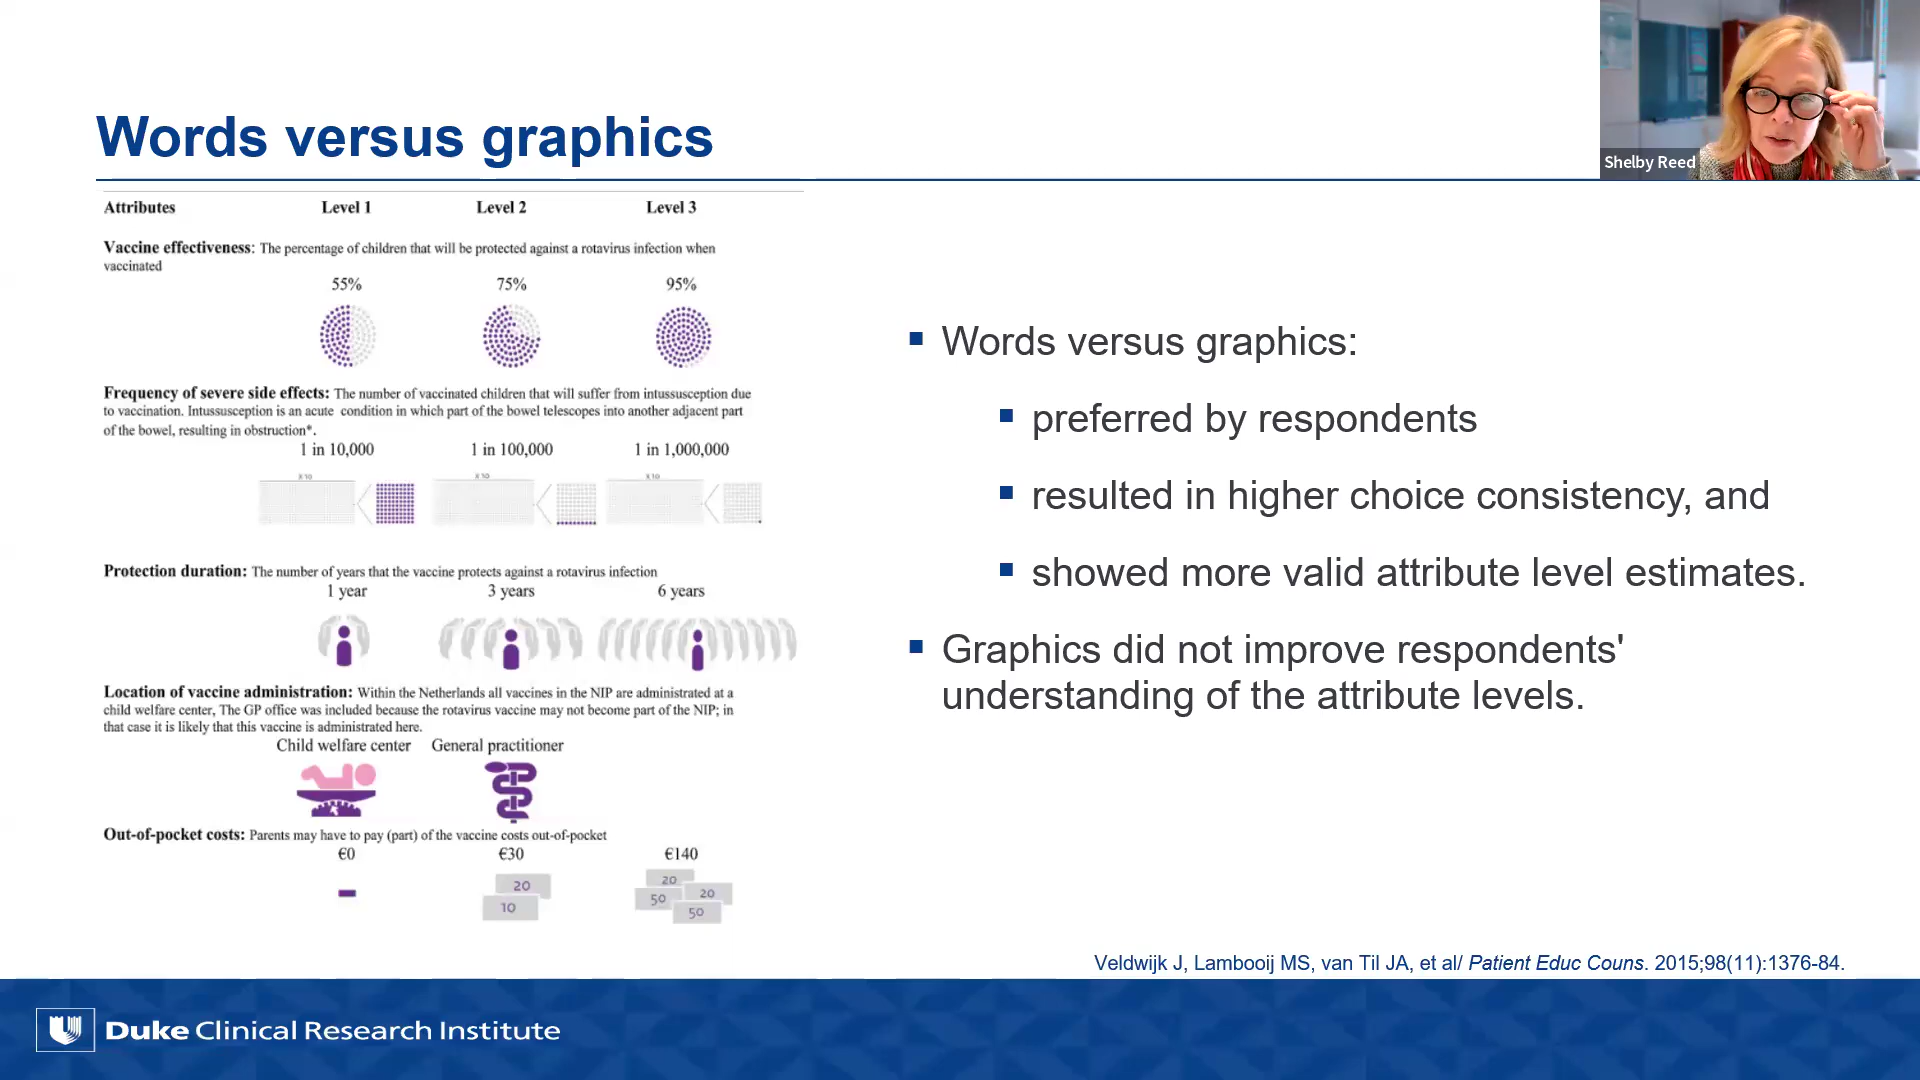 Words versus graphics
Shelby Reed
Attributes Level 1 Level 2 Level 3
Vaccine effectiveness: The percentage of children that will be protected against a rotavirus infection when
vaccinated
55% 75% 95%
Frequency of severe side effects: The number of vaccinated children that will suffer from intussusception due
to vaccination. Intussusception is an acute condition in which part of the bowel telescopes into another adjacent part
of the bowel, resulting in obstruction*.
1 in 10,000 1 in 100,000 1 in 1,000,000
X 10 X 10 X 10
Protection duration: The number of years that the vaccine protects against a rotavirus infection
1 year 3 years 6 years
Location of vaccine administration: Within the Netherlands all vaccines in the NIP are administered at a
child welfare center, The GP office was included because the rotavirus vaccine may not become part of the NIP; in
that case it is likely that this vaccine is administrated here.
Child welfare center General practitioner
Out-of-pocket costs: Parents may have to pay (part) of the vaccine costs out-of-pocket
€0 €30 €140
20 20
50 20
10 50
Words versus graphics:
preferred by respondents
resulted in higher choice consistency, and
showed more valid attribute level estimates.
Graphics did not improve respondents'
understanding of the attribute levels.
Veldwijk J, Lambooij MS, van Til JA, et al/ Patient Educ Couns. 2015;98(11):1376-84.
Duke Clinical Research Institute